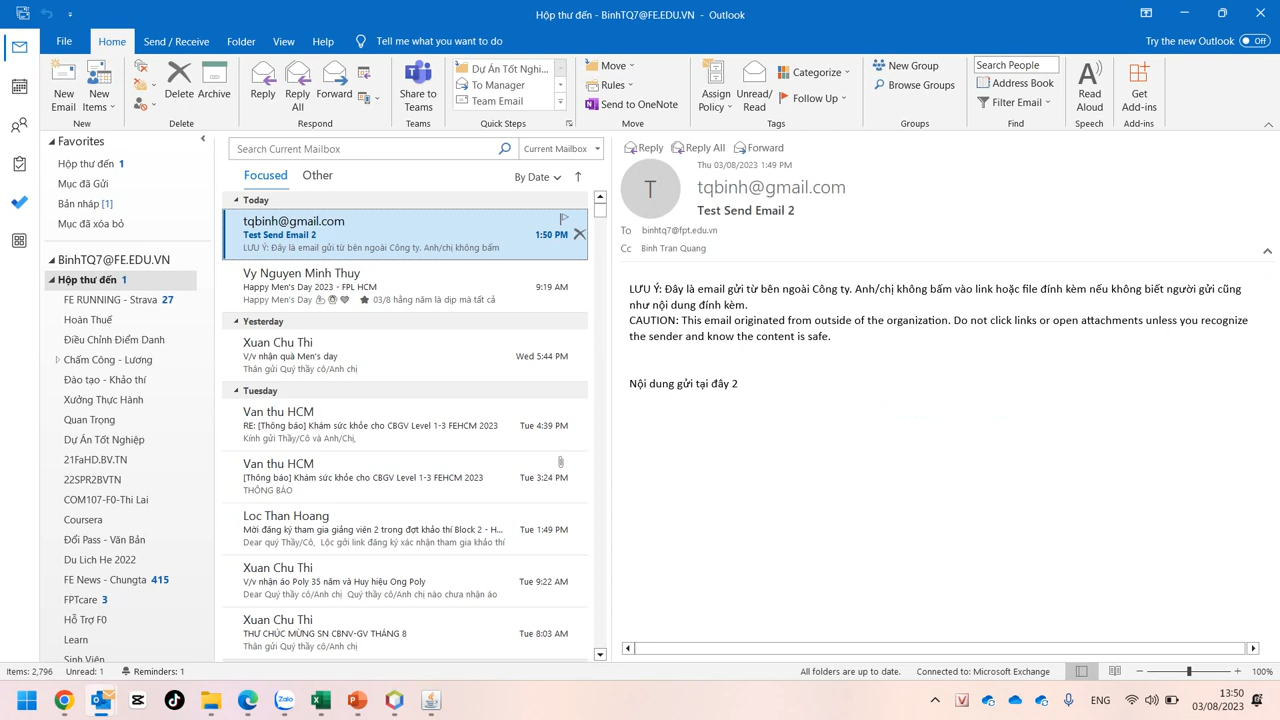 Hộp thư đến - BinhTQ7@FE.EDU.VN - Outlook
File Home Send / Receive Folder View Help Tell me what you want to do
Try the new Outlook Off
New Email
New Items
New
Delete
Archive
Delete
Reply
Reply All
Forward
Respond
Share to Teams
Teams
Dự Án Tốt Nghi...
To Manager
Team Email
Quick Steps
Move
Rules
Send to OneNote
Move
Assign Policy
Unread/ Read
Categorize
Follow Up
Tags
New Group
Browse Groups
Groups
Search People
Address Book
Filter Email
Find
Read Aloud
Speech
Get Add-ins
Add-ins
Favorites
Hộp thư đến 1
Mục đã Gửi
Bản nháp [1]
Mục đã xóa
BinhTQ7@FE.EDU.VN
Hộp thư đến 1
FE RUNNING - Strava 27
Hoàn Thuế
Điều Chỉnh Điểm Danh
Chấm Công - Lương
Đào tạo - Khảo thí
Xưởng Thực Hành
Quan Trọng
Dự Án Tốt Nghiệp
21FaHD.BV.TN
22SPR2BVTN
COM107-F0-Thi Lai
Coursera
Đổi Pass - Văn Bản
Du Lich He 2022
FE News - Chungta 415
FPTcare 3
Hỗ Trợ F0
Learn
Sinh Viên
Search Current Mailbox
Current Mailbox
Focused Other
By Date
Today
tqbinh@gmail.com
Test Send Email 2 1:50 PM
LƯU Ý: Đây là email gửi từ bên ngoài Công ty. Anh/chị không bấm
Vy Nguyen Minh Thuy
Happy Men's Day 2023 - FPL HCM 9:19 AM
Happy Men's Day 03/8 hằng năm là dịp mà tất cả
Yesterday
Xuan Chu Thi
V/v nhận quà Men's day Wed 5:44 PM
Thân gửi Quý thầy cô/Anh chị
Tuesday
Van thu HCM
RE: [Thông báo] Khám sức khỏe cho CBGV Level 1-3 FEHCM 2023 Tue 4:39 PM
Kính gửi Thầy/Cô và Anh/Chị,
Van thu HCM
[Thông báo] Khám sức khỏe cho CBGV Level 1-3 FEHCM 2023 Tue 3:24 PM
THÔNG BÁO
Loc Than Hoang
Mời đăng ký tham gia giảng viên 2 trong đợt khảo thí Block 2 - H... Tue 1:49 PM
Dear quý Thầy/Cô, Lộc gởi link đăng ký xác nhận tham gia khảo thí
Xuan Chu Thi
V/v nhận áo Poly 35 năm và Huy hiệu Ong Poly Tue 9:22 AM
Dear Quý thầy cô/Anh chị Quý thầy cô/Anh chị nào chưa nhận áo
Xuan Chu Thi
THƯ CHÚC MỪNG SN CBNV-GV THÁNG 8 Tue 8:03 AM
Thân gửi Quý thầy cô/Anh chị
Reply Reply All Forward
Thu 03/08/2023 1:49 PM
T
tqbinh@gmail.com
Test Send Email 2
To binhtq7@fpt.edu.vn
Cc Binh Tran Quang
LƯU Ý: Đây là email gửi từ bên ngoài Công ty. Anh/chị không bấm vào link hoặc file đính kèm nếu không biết người gửi cũng
như nội dung đính kèm.
CAUTION: This email originated from outside of the organization. Do not click links or open attachments unless you recognize
the sender and know the content is safe.
Nội dung gửi tại đây 2
Items: 2,796 Unread: 1 Reminders: 1
All folders are up to date. Connected to: Microsoft Exchange 100%
Zalo
ENG
13:50
03/08/2023